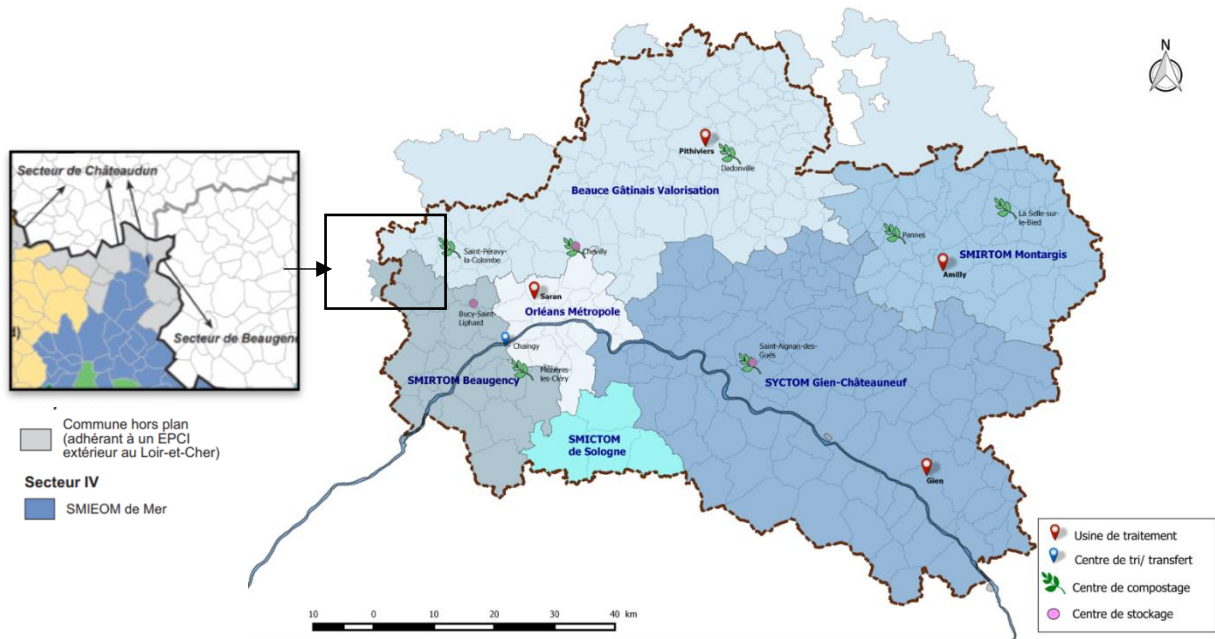 N
Secteur de Châteaudun
Secteur de Beaugen
Commune hors plan
(adhérant à un EPCI
extérieur au Loir-et-Cher)
Secteur IV
SMIEOM de Mer
Pithiviers
Dadonville
Beauce Gâtinais Valorisation
La Selle-sur-
le-Bied
Pannes
SMIRTOM Montargis
Amilly
Saint-Péravy-
la-Colombe
Chevilly
Saran
Orléans Métropole
Bucy-Saint-
Liphard
Chaingy
Mézières-
les-Cléry
SMIRTOM Beaugency
Saint-Aignan-des-
Gués
SYCTOM Gien-Châteauneuf
SMICTOM
de Sologne
Gien
Usine de traitement
Centre de tri/ transfert
Centre de compostage
Centre de stockage
10 0 10 20 30 40 km